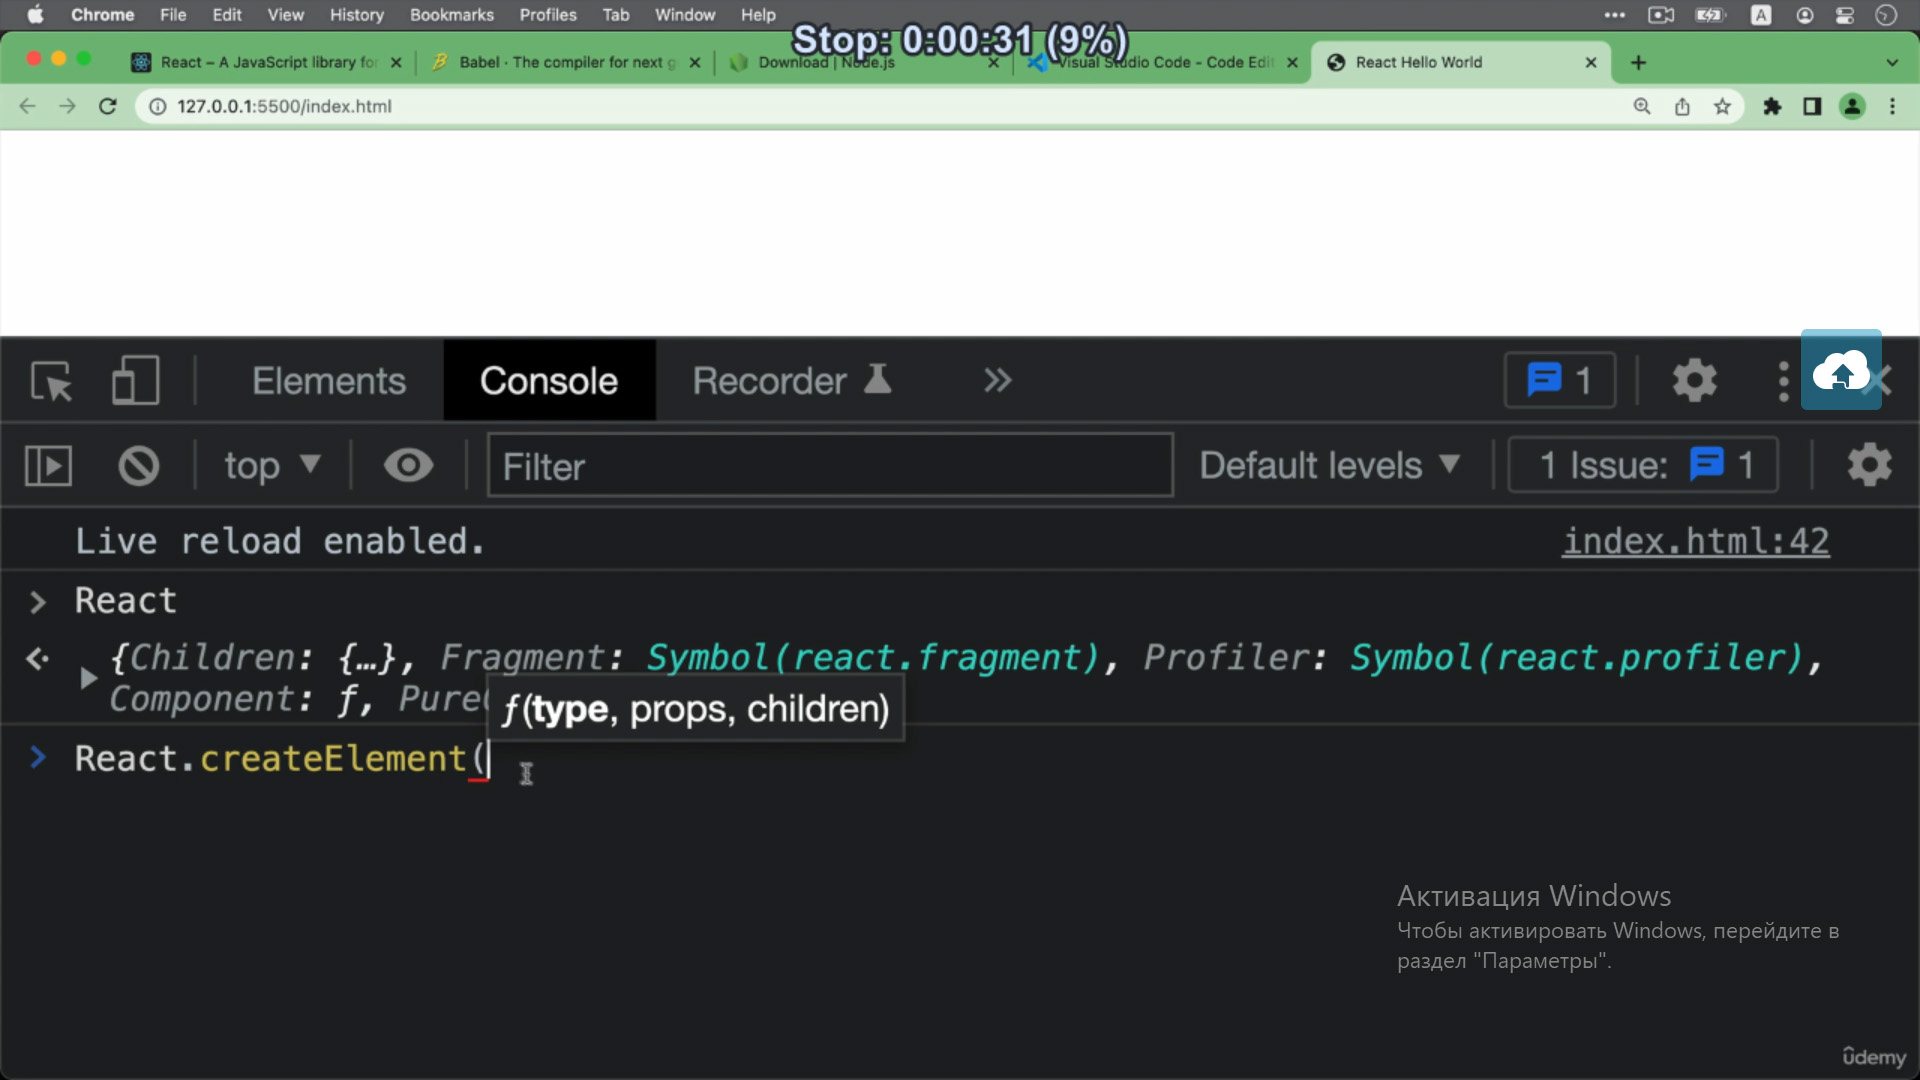 Chrome File Edit View History Bookmarks Profiles Tab Window Help
Stop: 0:00:31 (9%)
React – A JavaScript library for
Babel · The compiler for next g
Download | Node.js
Visual Studio Code - Code Edit
React Hello World
127.0.0.1:5500/index.html
Elements Console Recorder 1
top Filter Default levels 1 Issue: 1
Live reload enabled. index.html:42
> React
{Children: {…}, Fragment: Symbol(react.fragment), Profiler: Symbol(react.profiler),
Component: ƒ, Pure
ƒ(type, props, children)
> React.createElement(
Активация Windows
Чтобы активировать Windows, перейдите в
раздел "Параметры".
ûdemy